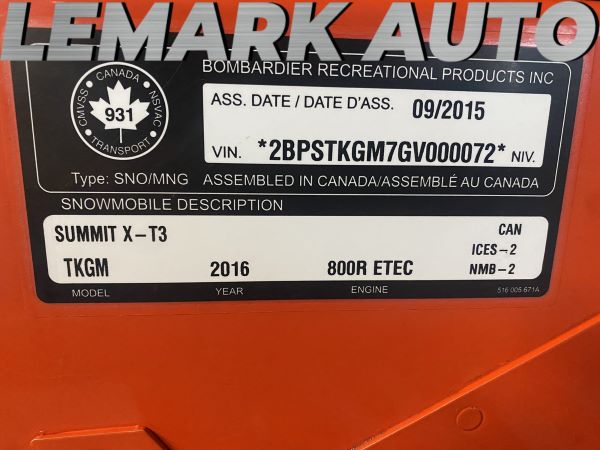 LEMARK AUTO
BOMBARDIER RECREATIONAL PRODUCTS INC
CMVSS · CANADA · NSVAC
931
TRANSPORT
ASS. DATE / DATE D'ASS. 09/2015
VIN. *2BPSTKGM7GV000072* NIV.
Type: SNO/MNG ASSEMBLED IN CANADA/ASSEMBLÉ AU CANADA
SNOWMOBILE DESCRIPTION
SUMMIT X-T3 CAN
ICES-2
TKGM 2016 800R ETEC NMB-2
MODEL YEAR ENGINE 516 005 671A